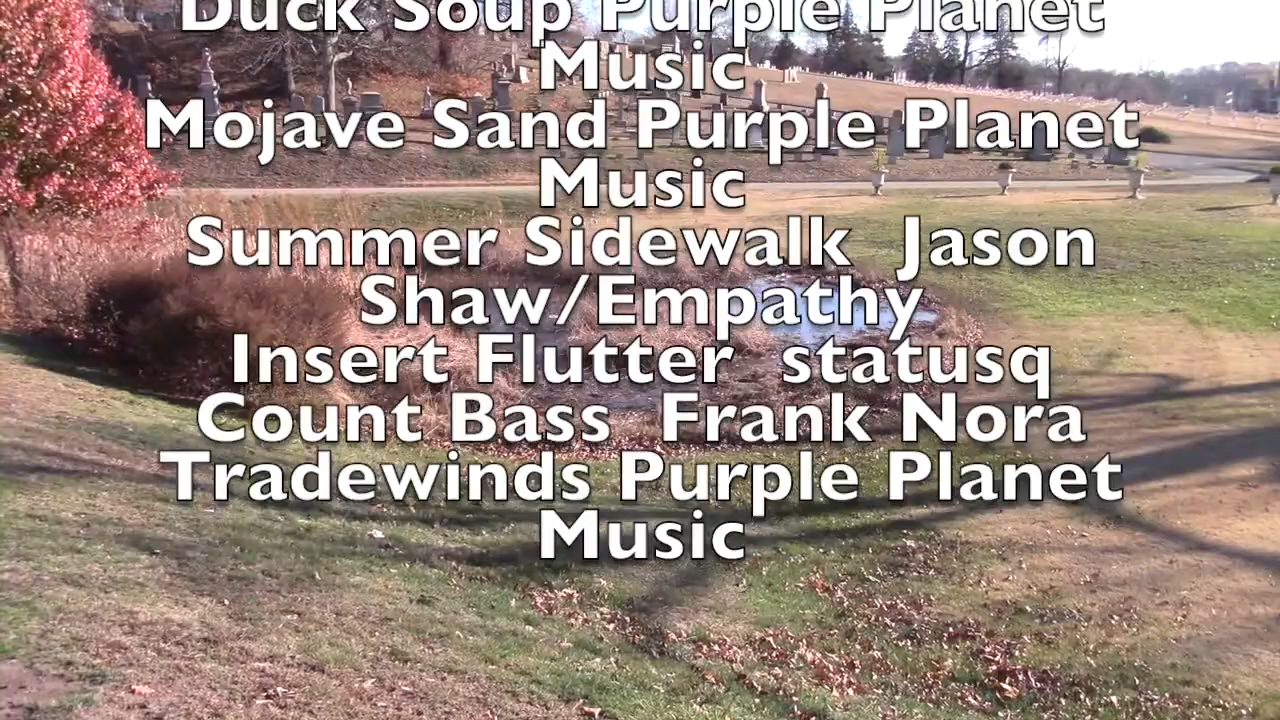 Duck Soup Purple Planet
Music
Mojave Sand Purple Planet
Music
Summer Sidewalk  Jason
Shaw/Empathy
Insert Flutter  statusq
Count Bass  Frank Nora
Tradewinds Purple Planet
Music